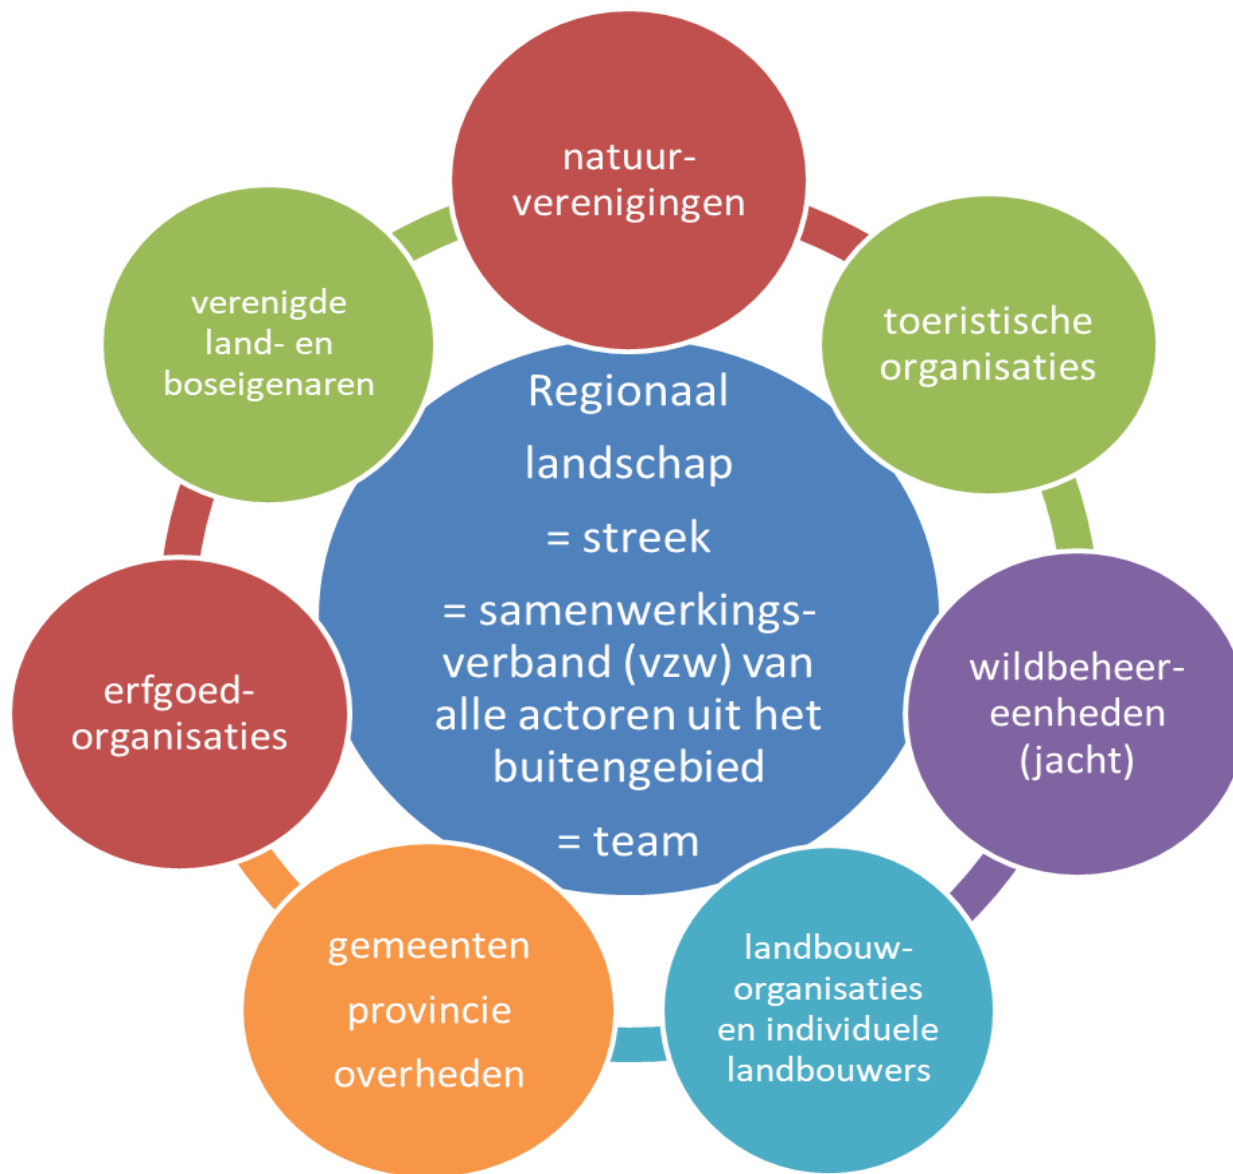 natuur-
verenigingen
toeristische
organisaties
wildbeheer-
eenheden
(jacht)
landbouw-
organisaties
en individuele
landbouwers
gemeenten
provincie
overheden
erfgoed-
organisaties
verenigde
land- en
boseigenaren
Regionaal
landschap
= streek
= samenwerkings-
verband (vzw) van
alle actoren uit het
buitengebied
= team